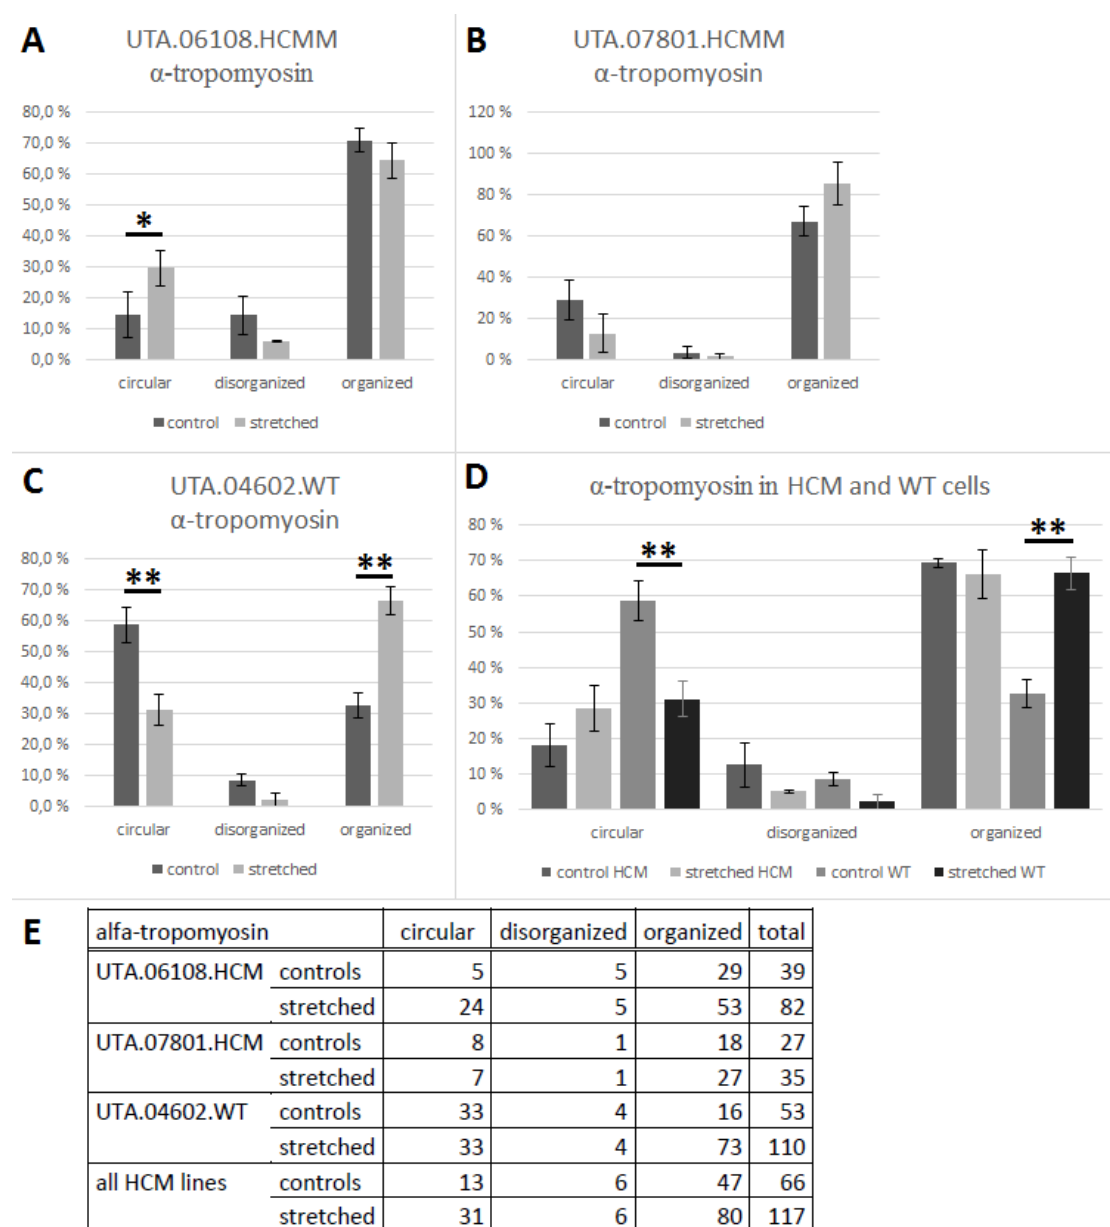 A
UTA.06108.HCMM
α-tropomyosin
80,0 %
70,0 %
60,0 %
50,0 %
40,0 %
30,0 %
20,0 %
10,0 %
0,0 %
*
circular disorganized organized
control stretched
B
UTA.07801.HCMM
α-tropomyosin
120 %
100 %
80 %
60 %
40 %
20 %
0 %
circular disorganized organized
control stretched
C
UTA.04602.WT
α-tropomyosin
80,0 %
70,0 %
60,0 %
50,0 %
40,0 %
30,0 %
20,0 %
10,0 %
0,0 %
** **
circular disorganized organized
control stretched
D
α-tropomyosin in HCM and WT cells
80 %
70 %
60 %
50 %
40 %
30 %
20 %
10 %
0 %
** **
circular disorganized organized
control HCM stretched HCM control WT stretched WT
E
alfa-tropomyosin circular disorganized organized total
UTA.06108.HCM controls 5 5 29 39
stretched 24 5 53 82
UTA.07801.HCM controls 8 1 18 27
stretched 7 1 27 35
UTA.04602.WT controls 33 4 16 53
stretched 33 4 73 110
all HCM lines controls 13 6 47 66
stretched 31 6 80 117